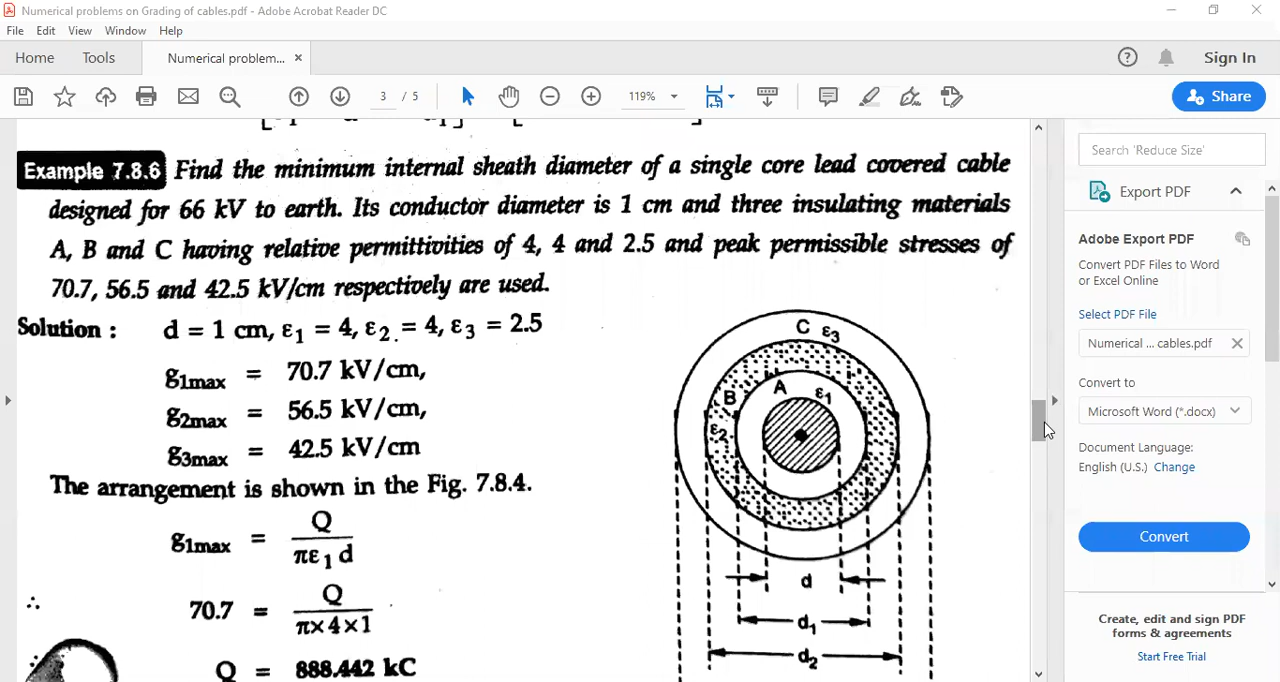 Numerical problems on Grading of cables.pdf - Adobe Acrobat Reader DC
File Edit View Window Help
Home Tools Numerical problem... × Sign In
3 / 5 119% Share
Example 7.8.6 Find the minimum internal sheath diameter of a single core lead covered cable
designed for 66 kV to earth. Its conductor diameter is 1 cm and three insulating materials
A, B and C having relative permittivities of 4, 4 and 2.5 and peak permissible stresses of
70.7, 56.5 and 42.5 kV/cm respectively are used.
Solution : d = 1 cm, ε1 = 4, ε2 = 4, ε3 = 2.5
g1max = 70.7 kV/cm,
g2max = 56.5 kV/cm,
g3max = 42.5 kV/cm
The arrangement is shown in the Fig. 7.8.4.
g1max = Q / πε1 d
∴ 70.7 = Q / π×4×1
∴ Q = 888.442 kC
C ε3
B A ε1
ε2
d
d1
d2
Search 'Reduce Size'
Export PDF
Adobe Export PDF
Convert PDF Files to Word
or Excel Online
Select PDF File
Numerical ... cables.pdf ×
Convert to
Microsoft Word (*.docx)
Document Language:
English (U.S.) Change
Convert
Create, edit and sign PDF
forms & agreements
Start Free Trial